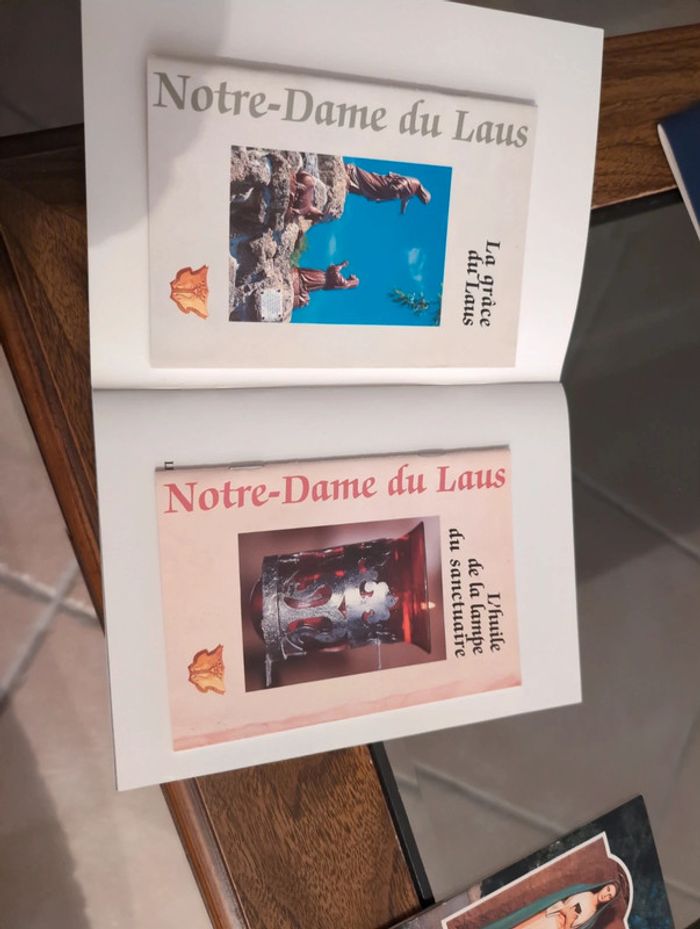 Notre-Dame du Laus
La grâce
du Laus
Notre-Dame du Laus
L'huile
de la lampe
du sanctuaire